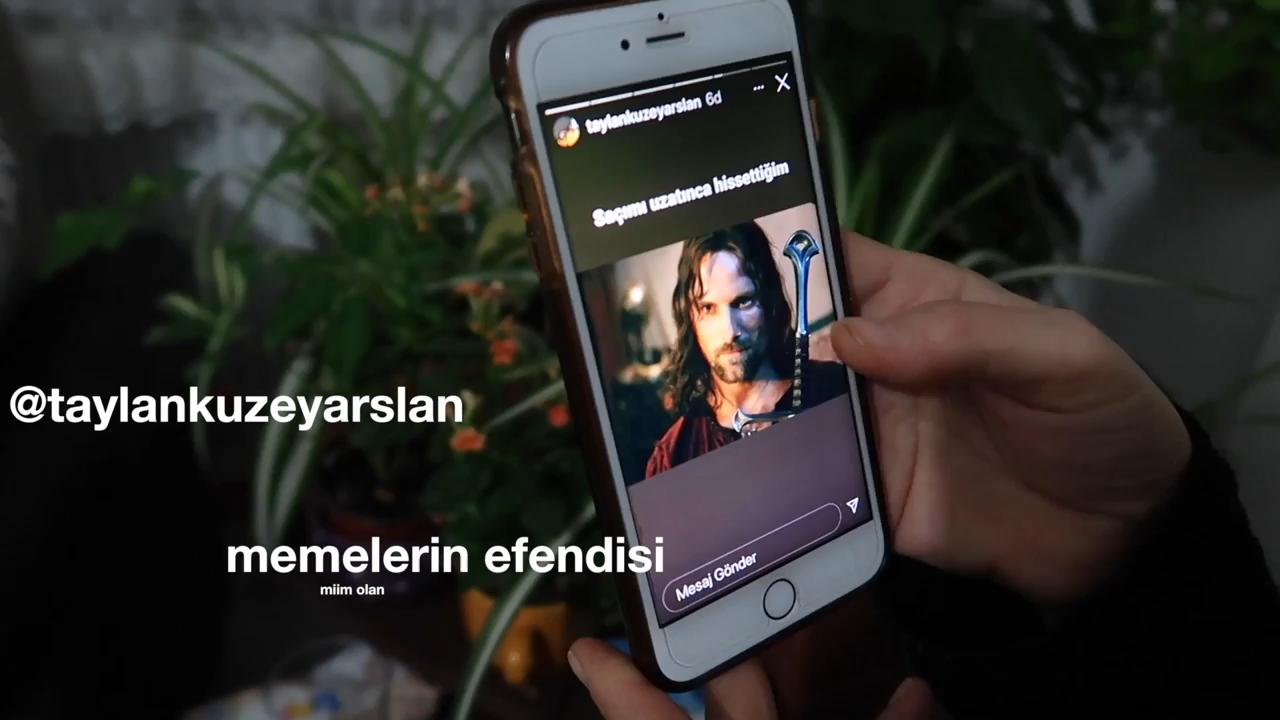 taylankuzeyarslan 6d
Saçımı uzatınca hissettiğim
@taylankuzeyarslan
memelerin efendisi
miim olan
Mesaj Gönder